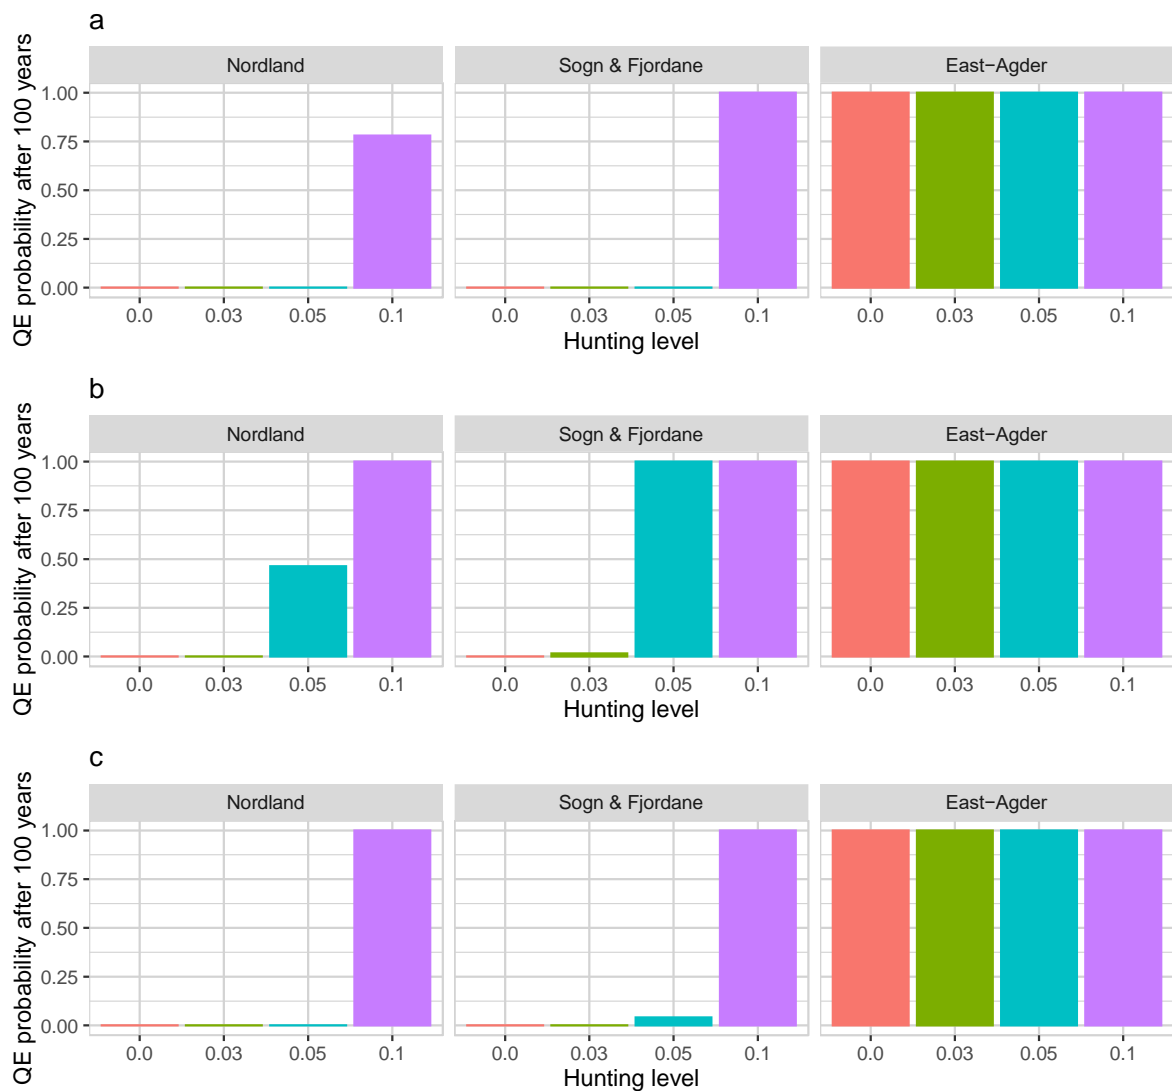 a
Nordland Sogn & Fjordane East−Agder
QE probability after 100 years
1.00
0.75
0.50
0.25
0.00
0.0 0.03 0.05 0.1 0.0 0.03 0.05 0.1 0.0 0.03 0.05 0.1
Hunting level
b
Nordland Sogn & Fjordane East−Agder
QE probability after 100 years
1.00
0.75
0.50
0.25
0.00
0.0 0.03 0.05 0.1 0.0 0.03 0.05 0.1 0.0 0.03 0.05 0.1
Hunting level
c
Nordland Sogn & Fjordane East−Agder
QE probability after 100 years
1.00
0.75
0.50
0.25
0.00
0.0 0.03 0.05 0.1 0.0 0.03 0.05 0.1 0.0 0.03 0.05 0.1
Hunting level